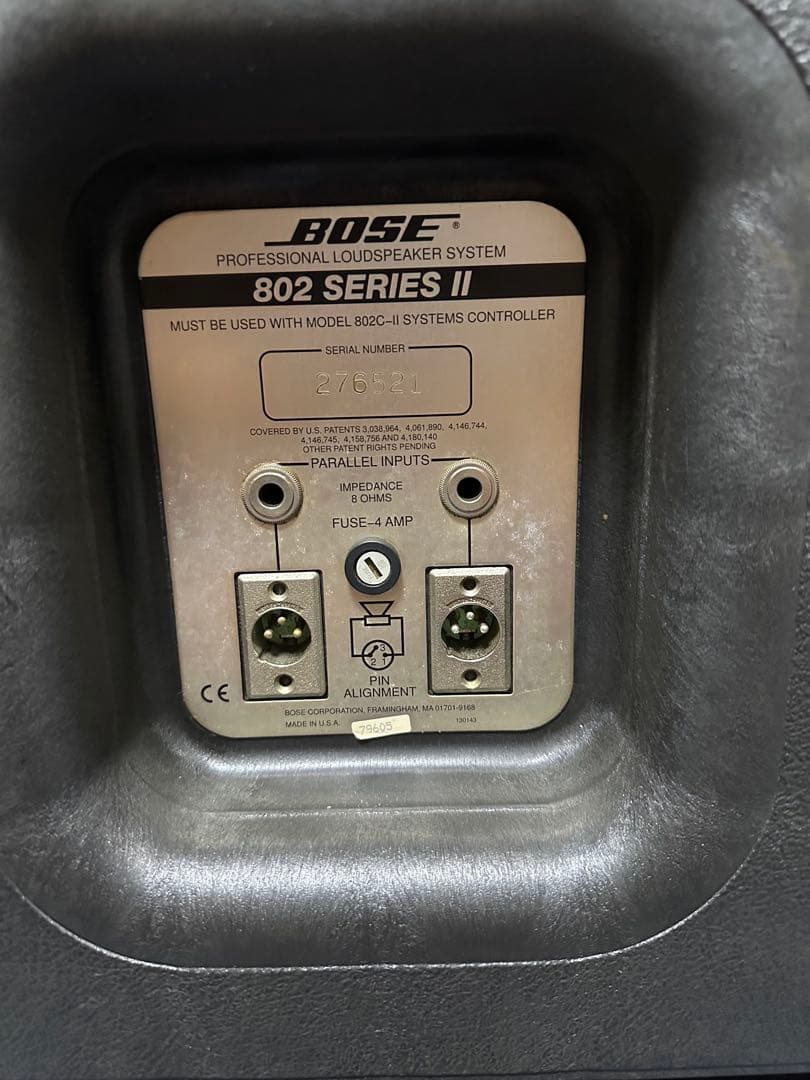 BOSE®
PROFESSIONAL LOUDSPEAKER SYSTEM
802 SERIES II
MUST BE USED WITH MODEL 802C-II SYSTEMS CONTROLLER
SERIAL NUMBER
276521
COVERED BY U.S. PATENTS 3,038,964, 4,061,890, 4,146,744,
4,146,745, 4,158,756 AND 4,180,140
OTHER PATENT RIGHTS PENDING
PARALLEL INPUTS
IMPEDANCE
8 OHMS
FUSE-4 AMP
3
2 1
PIN
ALIGNMENT
CE
BOSE CORPORATION, FRAMINGHAM, MA 01701-9168
MADE IN U.S.A. 79605 130143